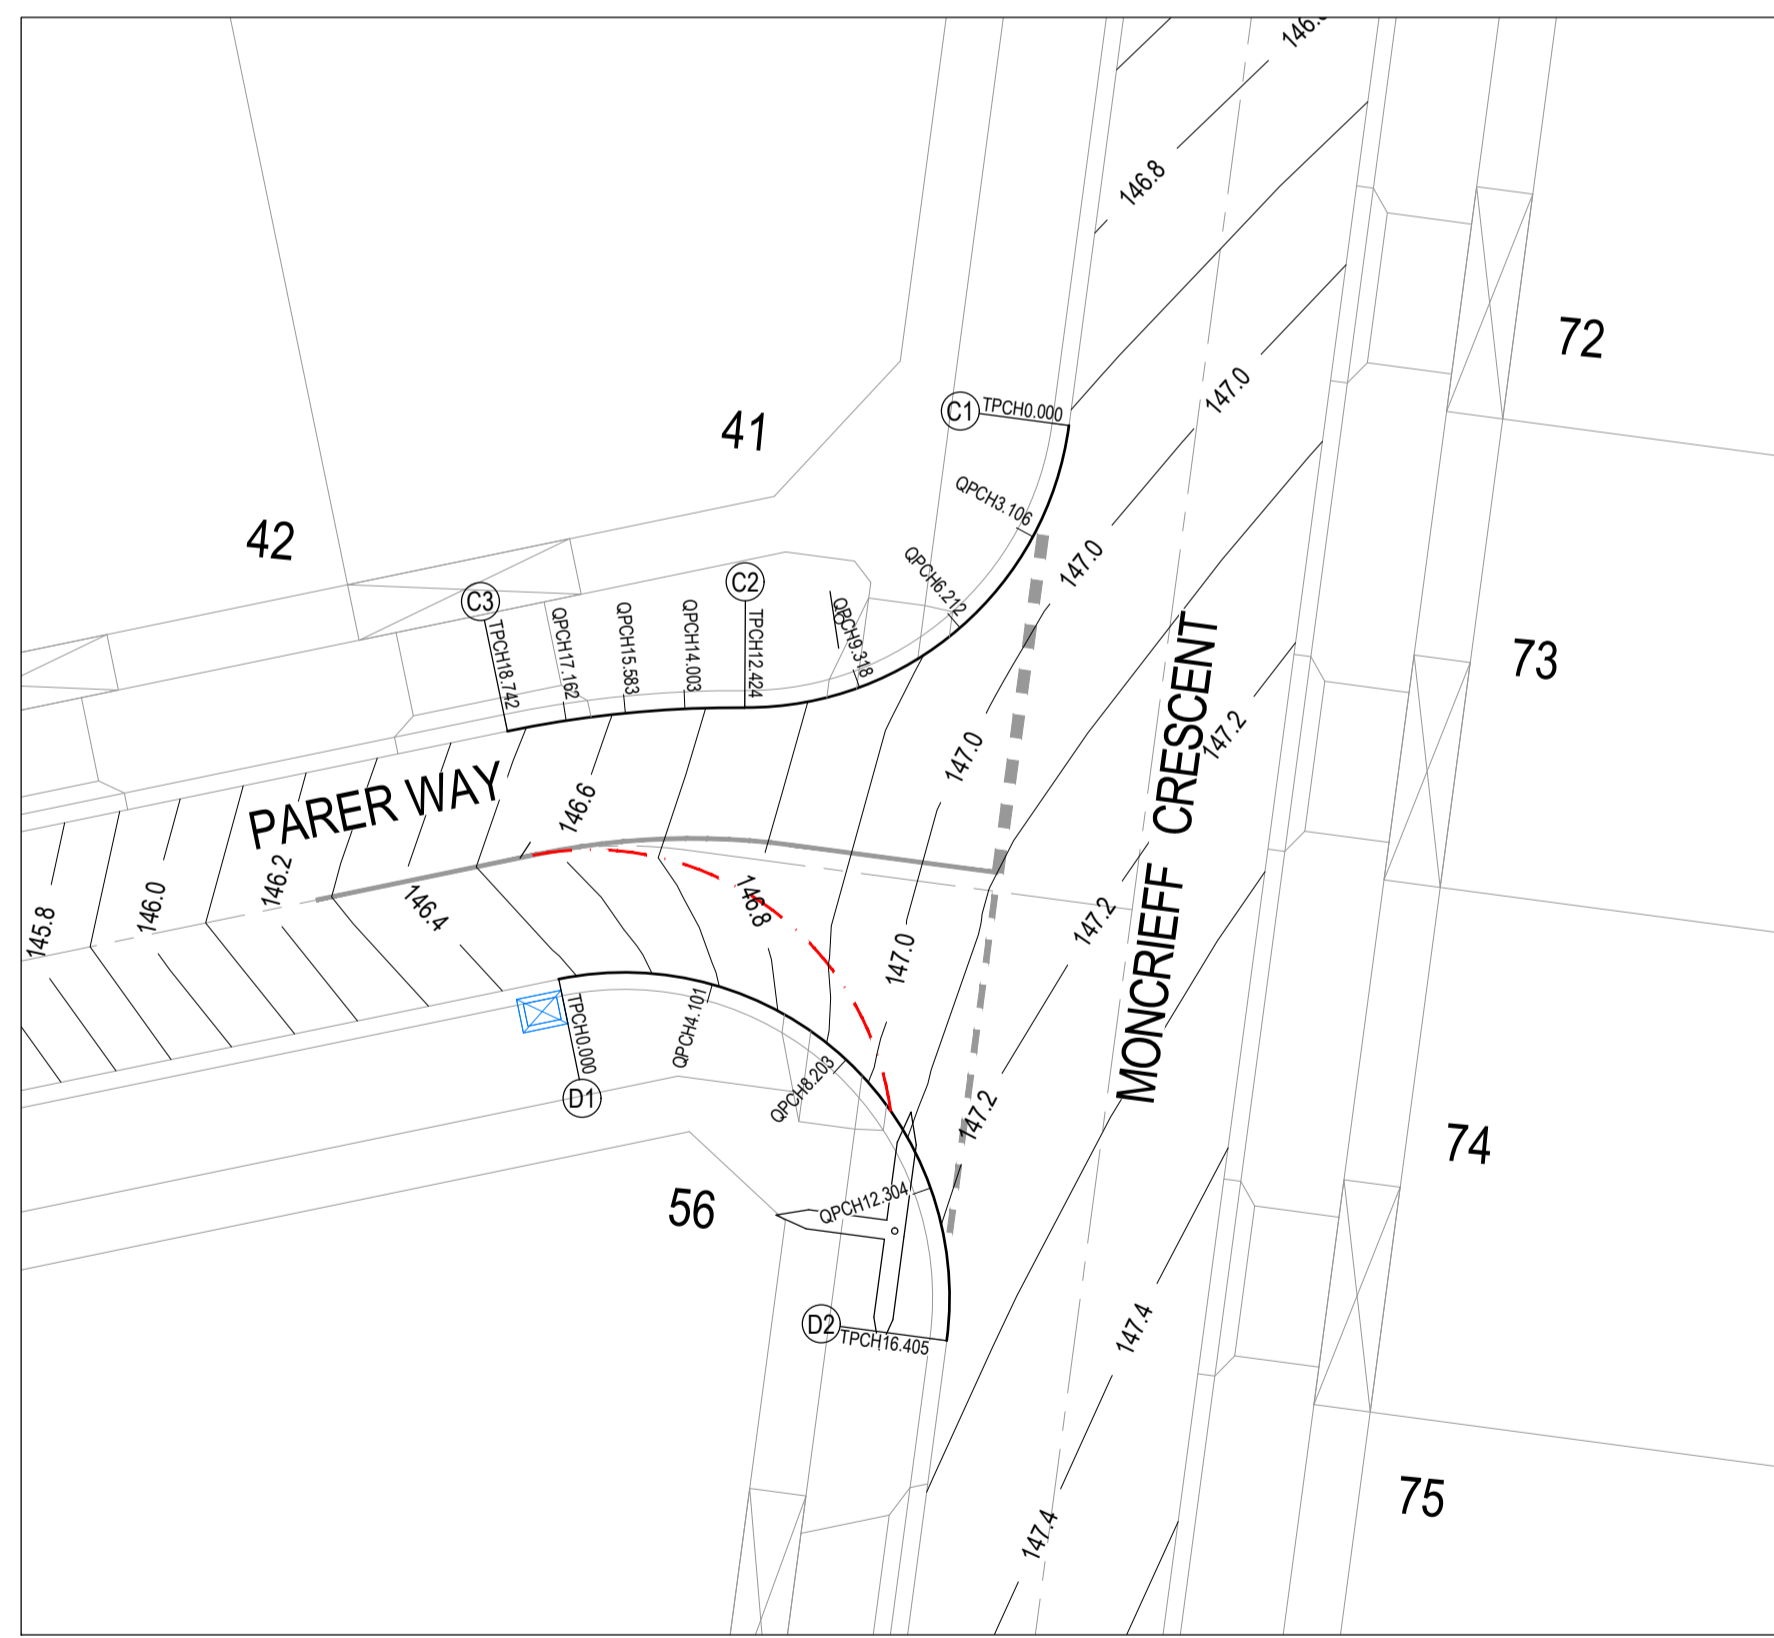 146.8
72
147.0
C1
TPCH0.000
41
QPCH3.106
42
147.0
QPCH6.212
C2
C3
QPCH9.318
TPCH12.424
QPCH14.003
QPCH15.583
QPCH17.162
TPCH18.742
73
147.2
147.0
PARER WAY
146.6
MONCRIEFF CRESCENT
146.2
146.0
145.8
146.4
146.8
147.2
147.0
TPCH0.000
D1
QPCH4.101
QPCH8.203
147.2
74
56
QPCH12.304
D2
TPCH16.405
147.4
75
147.4